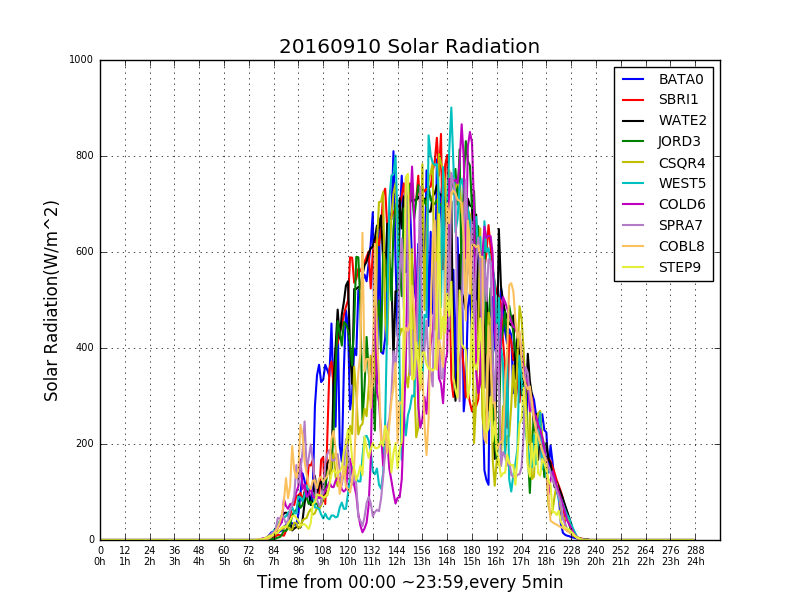 20160910 Solar Radiation
1000
800
600
400
200
0
Solar Radiation(W/m^2)
BATA0
SBRI1
WATE2
JORD3
CSQR4
WEST5
COLD6
SPRA7
COBL8
STEP9
0 12 24 36 48 60 72 84 96 108 120 132 144 156 168 180 192 204 216 228 240 252 264 276 288
0h 1h 2h 3h 4h 5h 6h 7h 8h 9h 10h 11h 12h 13h 14h 15h 16h 17h 18h 19h 20h 21h 22h 23h 24h
Time from 00:00 ~23:59,every 5min